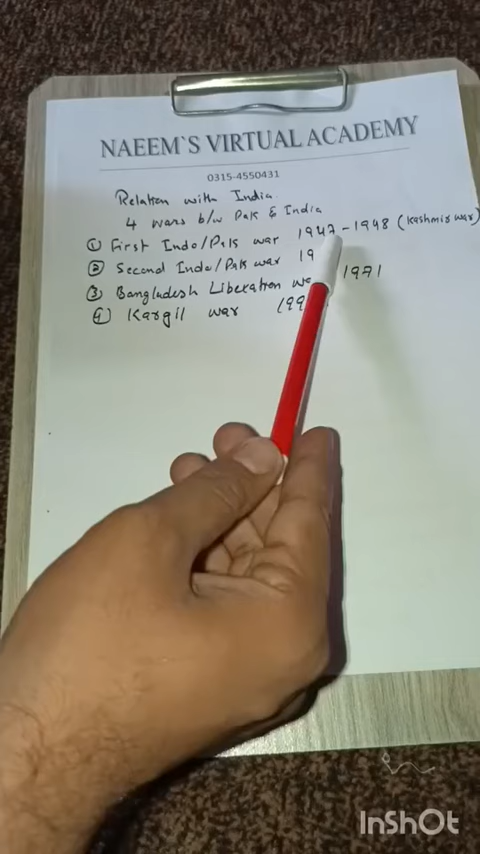 NAEEM`S VIRTUAL ACADEMY
0315-4550431
Relation with India.
4 wars b/w Pak & India
① First Indo/Pak war 1947-1948 (Kashmir war)
② Second Indo/Pak war 19
③ Bangladesh Liberation 1971
④ Kargil war 199
InShOt